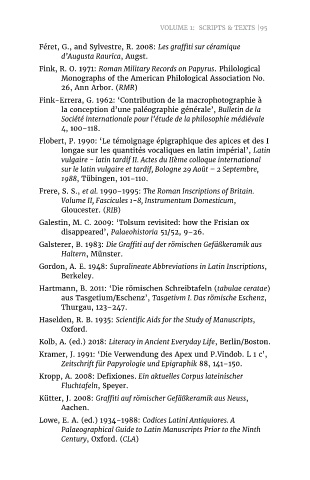 VOLUME 1: SCRIPTS & TEXTS |95
Féret, G., and Sylvestre, R. 2008: Les graffiti sur céramique
d’Augusta Raurica, Augst.
Fink, R. O. 1971: Roman Military Records on Papyrus. Philological
Monographs of the American Philological Association No.
26, Ann Arbor. (RMR)
Fink-Errera, G. 1962: ‘Contribution de la macrophotographie à
la conception d’une paléographie générale’, Bulletin de la
Société internationale pour l’étude de la philosophie médiévale
4, 100–118.
Flobert, P. 1990: ‘Le témoignage épigraphique des apices et des I
longae sur les quantités vocaliques en latin impérial’, Latin
vulgaire – latin tardif II. Actes du IIème colloque international
sur le latin vulgaire et tardif, Bologne 29 Août – 2 Septembre,
1988, Tübingen, 101–110.
Frere, S. S., et al. 1990–1995: The Roman Inscriptions of Britain.
Volume II, Fascicules 1–8, Instrumentum Domesticum,
Gloucester. (RIB)
Galestin, M. C. 2009: ‘Tolsum revisited: how the Frisian ox
disappeared’, Palaeohistoria 51/52, 9–26.
Galsterer, B. 1983: Die Graffiti auf der römischen Gefäßkeramik aus
Haltern, Münster.
Gordon, A. E. 1948: Supralineate Abbreviations in Latin Inscriptions,
Berkeley.
Hartmann, B. 2011: ‘Die römischen Schreibtafeln (tabulae ceratae)
aus Tasgetium/Eschenz’, Tasgetivm I. Das römische Eschenz,
Thurgau, 123–247.
Haselden, R. B. 1935: Scientific Aids for the Study of Manuscripts,
Oxford.
Kolb, A. (ed.) 2018: Literacy in Ancient Everyday Life, Berlin/Boston.
Kramer, J. 1991: ‘Die Verwendung des Apex und P.Vindob. L 1 c’,
Zeitschrift für Papyrologie und Epigraphik 88, 141–150.
Kropp, A. 2008: Defixiones. Ein aktuelles Corpus lateinischer
Fluchtafeln, Speyer.
Kütter, J. 2008: Graffiti auf römischer Gefäßkeramik aus Neuss,
Aachen.
Lowe, E. A. (ed.) 1934–1988: Codices Latini Antiquiores. A
Palaeographical Guide to Latin Manuscripts Prior to the Ninth
Century, Oxford. (CLA)